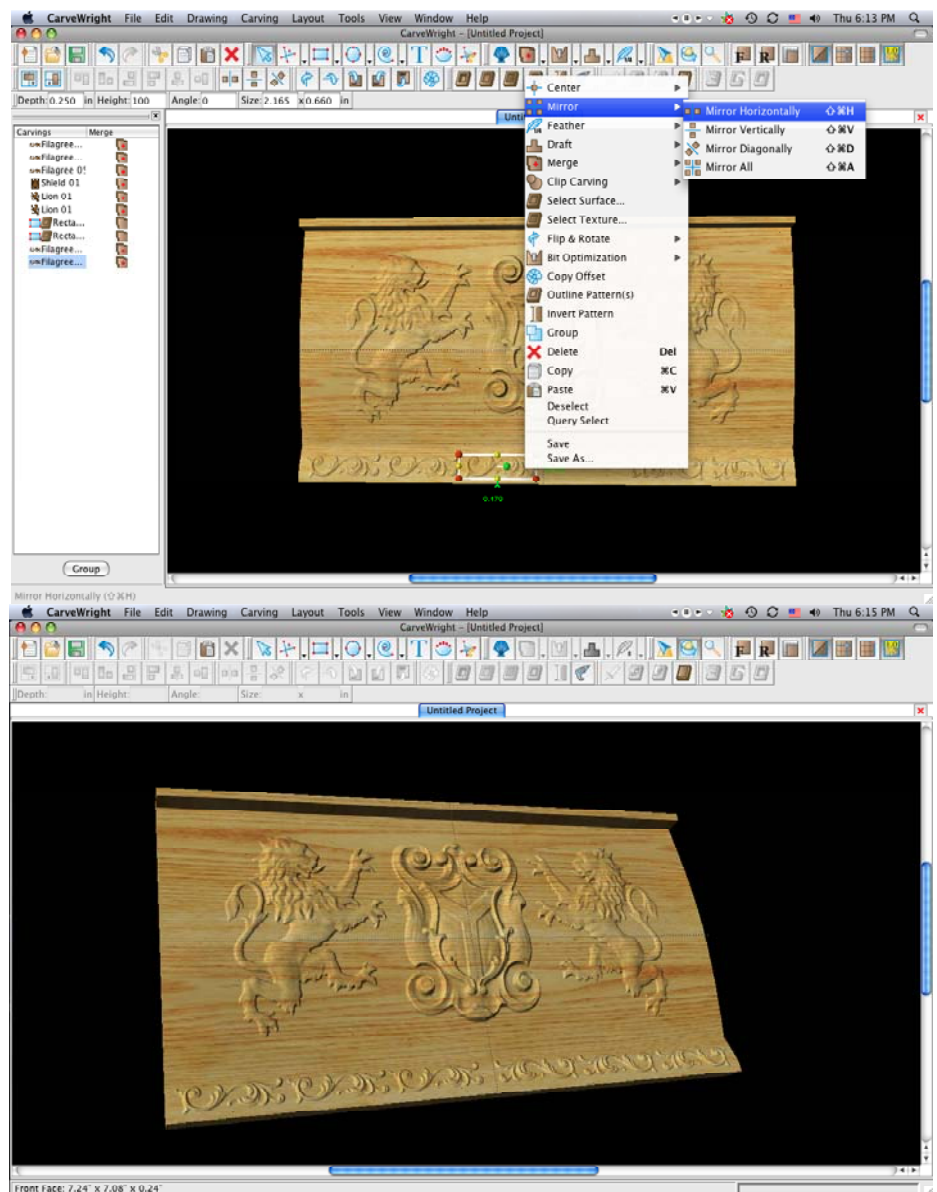 CarveWright File Edit Drawing Carving Layout Tools View Window Help Thu 6:13 PM
CarveWright – [Untitled Project]
Depth: 0.250 in Height: 100 Angle: 0 Size: 2.165 x 0.660 in
Carvings Merge
Filagree...
Filagree...
Filagree 0!
Shield 01
Lion 01
Lion 01
Recta...
Recta...
Filagree...
Filagree...
Group
Center
Mirror
Feather
Draft
Merge
Clip Carving
Select Surface...
Select Texture...
Flip & Rotate
Bit Optimization
Copy Offset
Outline Pattern(s)
Invert Pattern
Group
Delete Del
Copy ⌘C
Paste ⌘V
Deselect
Query Select
Save
Save As...
Mirror Horizontally ⇧⌘H
Mirror Vertically ⇧⌘V
Mirror Diagonally ⇧⌘D
Mirror All ⇧⌘A
0.170
Mirror Horizontally (⇧⌘H)
CarveWright File Edit Drawing Carving Layout Tools View Window Help Thu 6:15 PM
CarveWright – [Untitled Project]
Depth: in Height: Angle: Size: x in
Untitled Project
Front Face: 7.24" x 7.08" x 0.24"